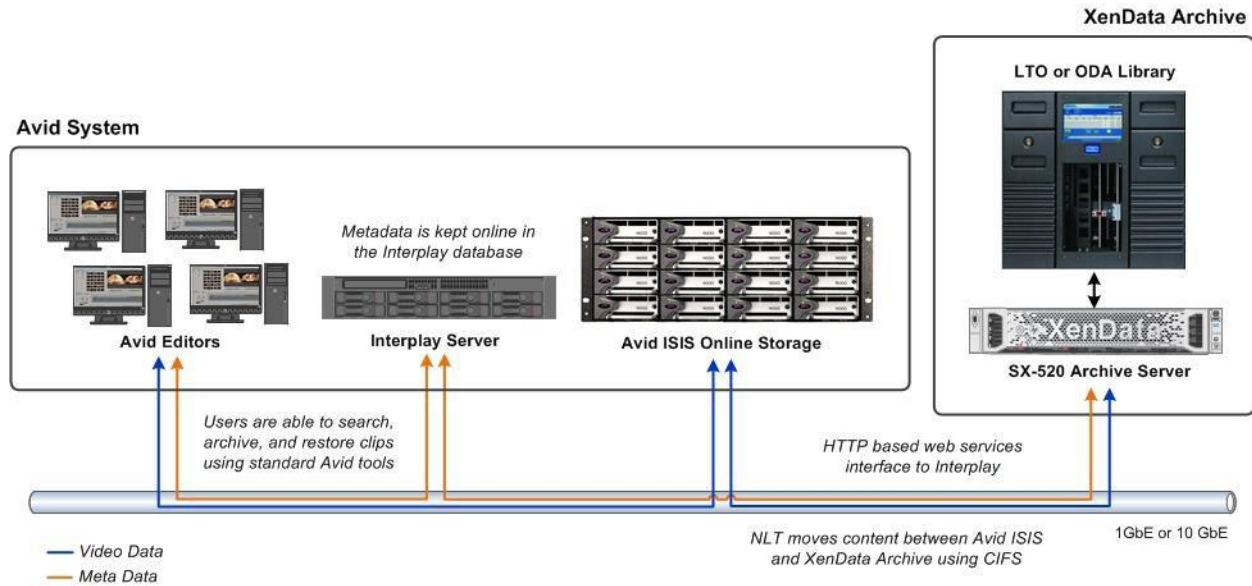 XenData Archive
LTO or ODA Library
Avid System
Metadata is kept online in
the Interplay database
Avid Editors
Interplay Server
Avid ISIS Online Storage
XenData
SX-520 Archive Server
Users are able to search,
archive, and restore clips
using standard Avid tools
HTTP based web services
interface to Interplay
NLT moves content between Avid ISIS
and XenData Archive using CIFS
1GbE or 10 GbE
Video Data
Meta Data